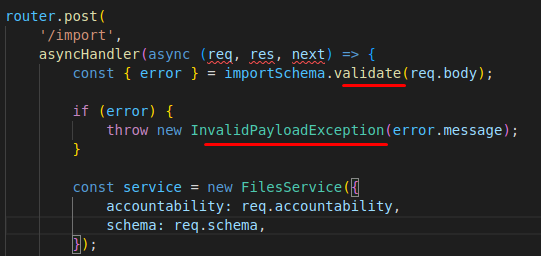 router.post(
'/import',
asyncHandler(async (req, res, next) => {
const { error } = importSchema.validate(req.body);
if (error) {
throw new InvalidPayloadException(error.message);
}
const service = new FilesService({
accountability: req.accountability,
schema: req.schema,
});